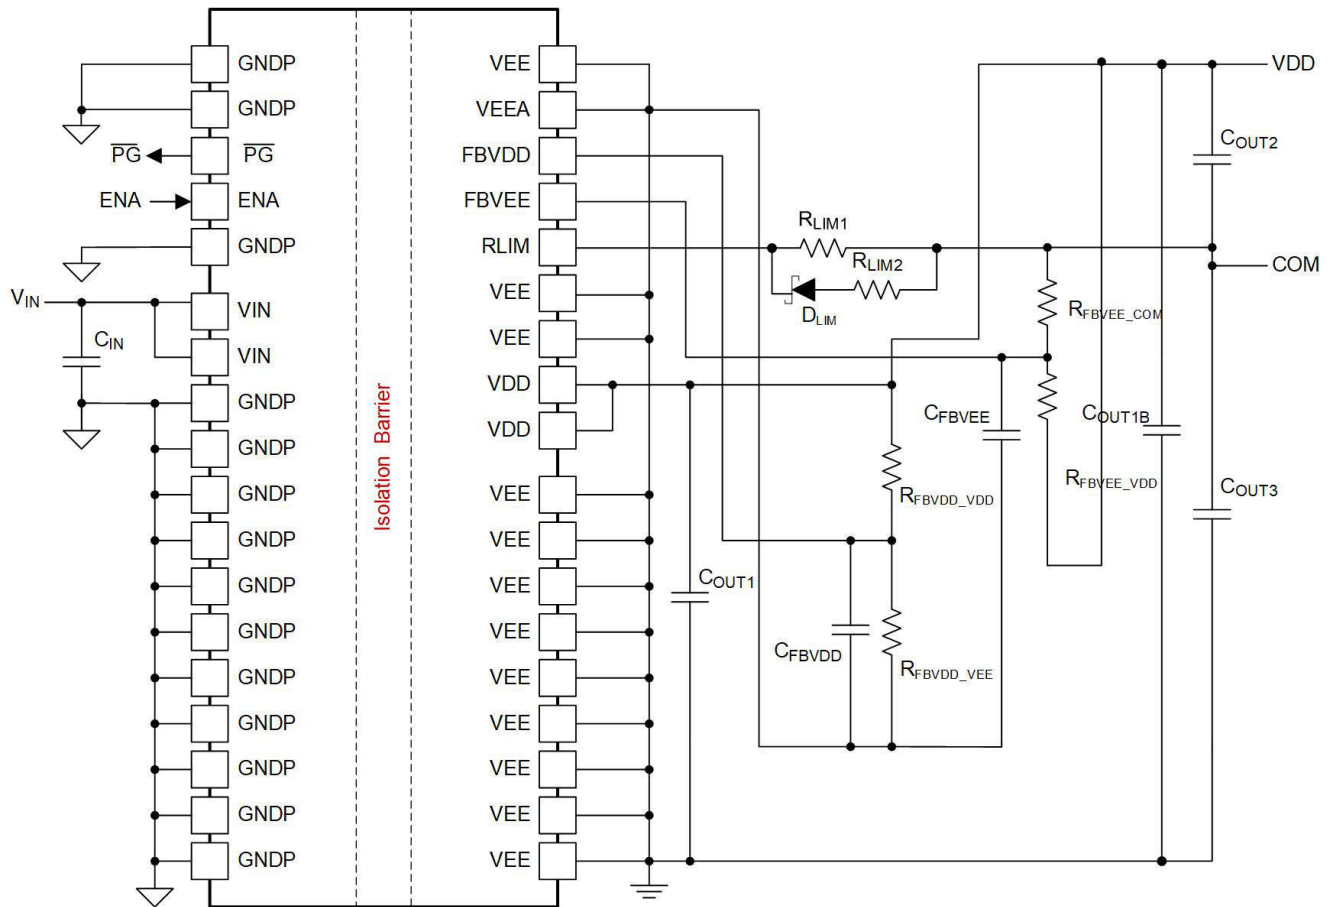 GNDP
GNDP
PG
PG
ENA
ENA
GNDP
VIN
VIN
CIN
VIN
GNDP
GNDP
GNDP
GNDP
GNDP
GNDP
GNDP
GNDP
GNDP
GNDP
GNDP
Isolation Barrier
VEE
VEEA
FBVDD
FBVEE
RLIM
VEE
VEE
VDD
VDD
VEE
VEE
VEE
VEE
VEE
VEE
VEE
VEE
VEE
RLIM1
RLIM2
DLIM
COUT1
CFBVDD
RFBVDD_VDD
RFBVDD_VEE
CFBVEE
RFBVEE_COM
RFBVEE_VDD
COUT1B
COUT2
COUT3
VDD
COM